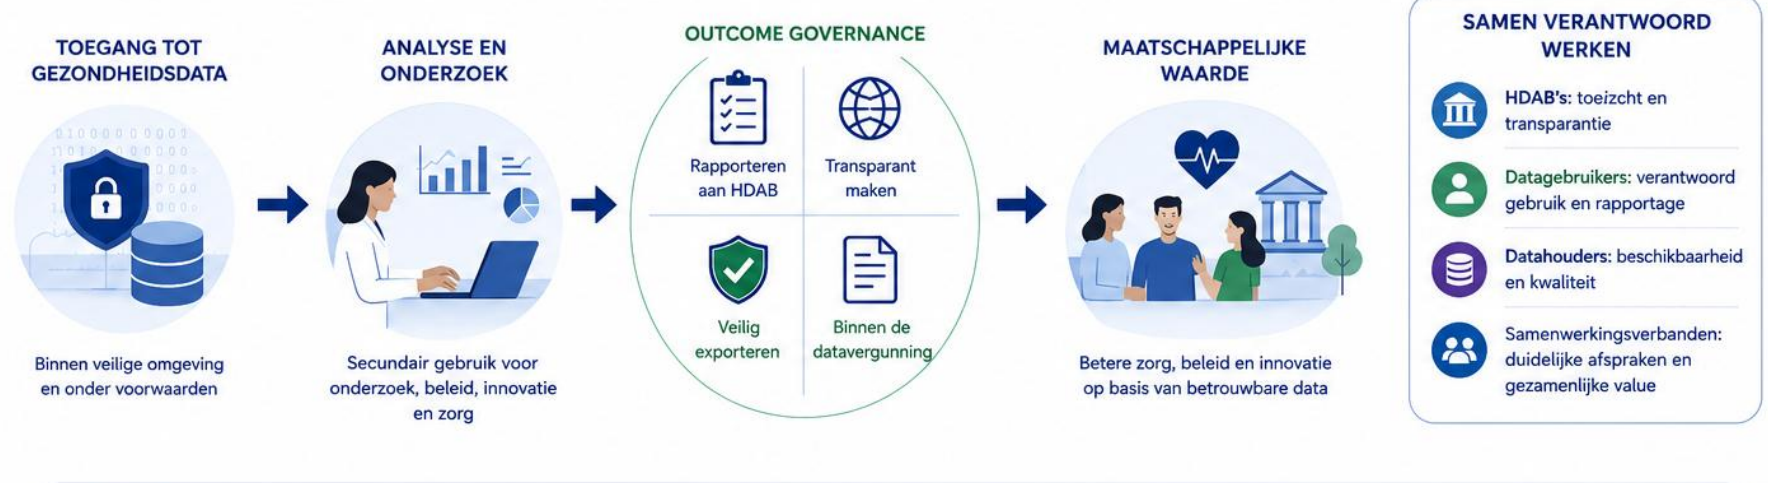 TOEGANG TOT
GEZONDHEIDSDATA
Binnen veilige omgeving
en onder voorwaarden
ANALYSE EN
ONDERZOEK
Secundair gebruik voor
onderzoek, beleid, innovatie
en zorg
OUTCOME GOVERNANCE
Rapporteren
aan HDAB
Transparant
maken
Veilig
exporteren
Binnen de
datavergunning
MAATSCHAPPELIJKE
WAARDE
Betere zorg, beleid en innovatie
op basis van betrouwbare data
SAMEN VERANTWOORD
WERKEN
HDAB's: toeizcht en
transparantie
Datagebruikers: verantwoord
gebruik en rapportage
Datahouders: beschikbaarheid
en kwaliteit
Samenwerkingsverbanden:
duidelijke afspraken en
gezamenlijke value